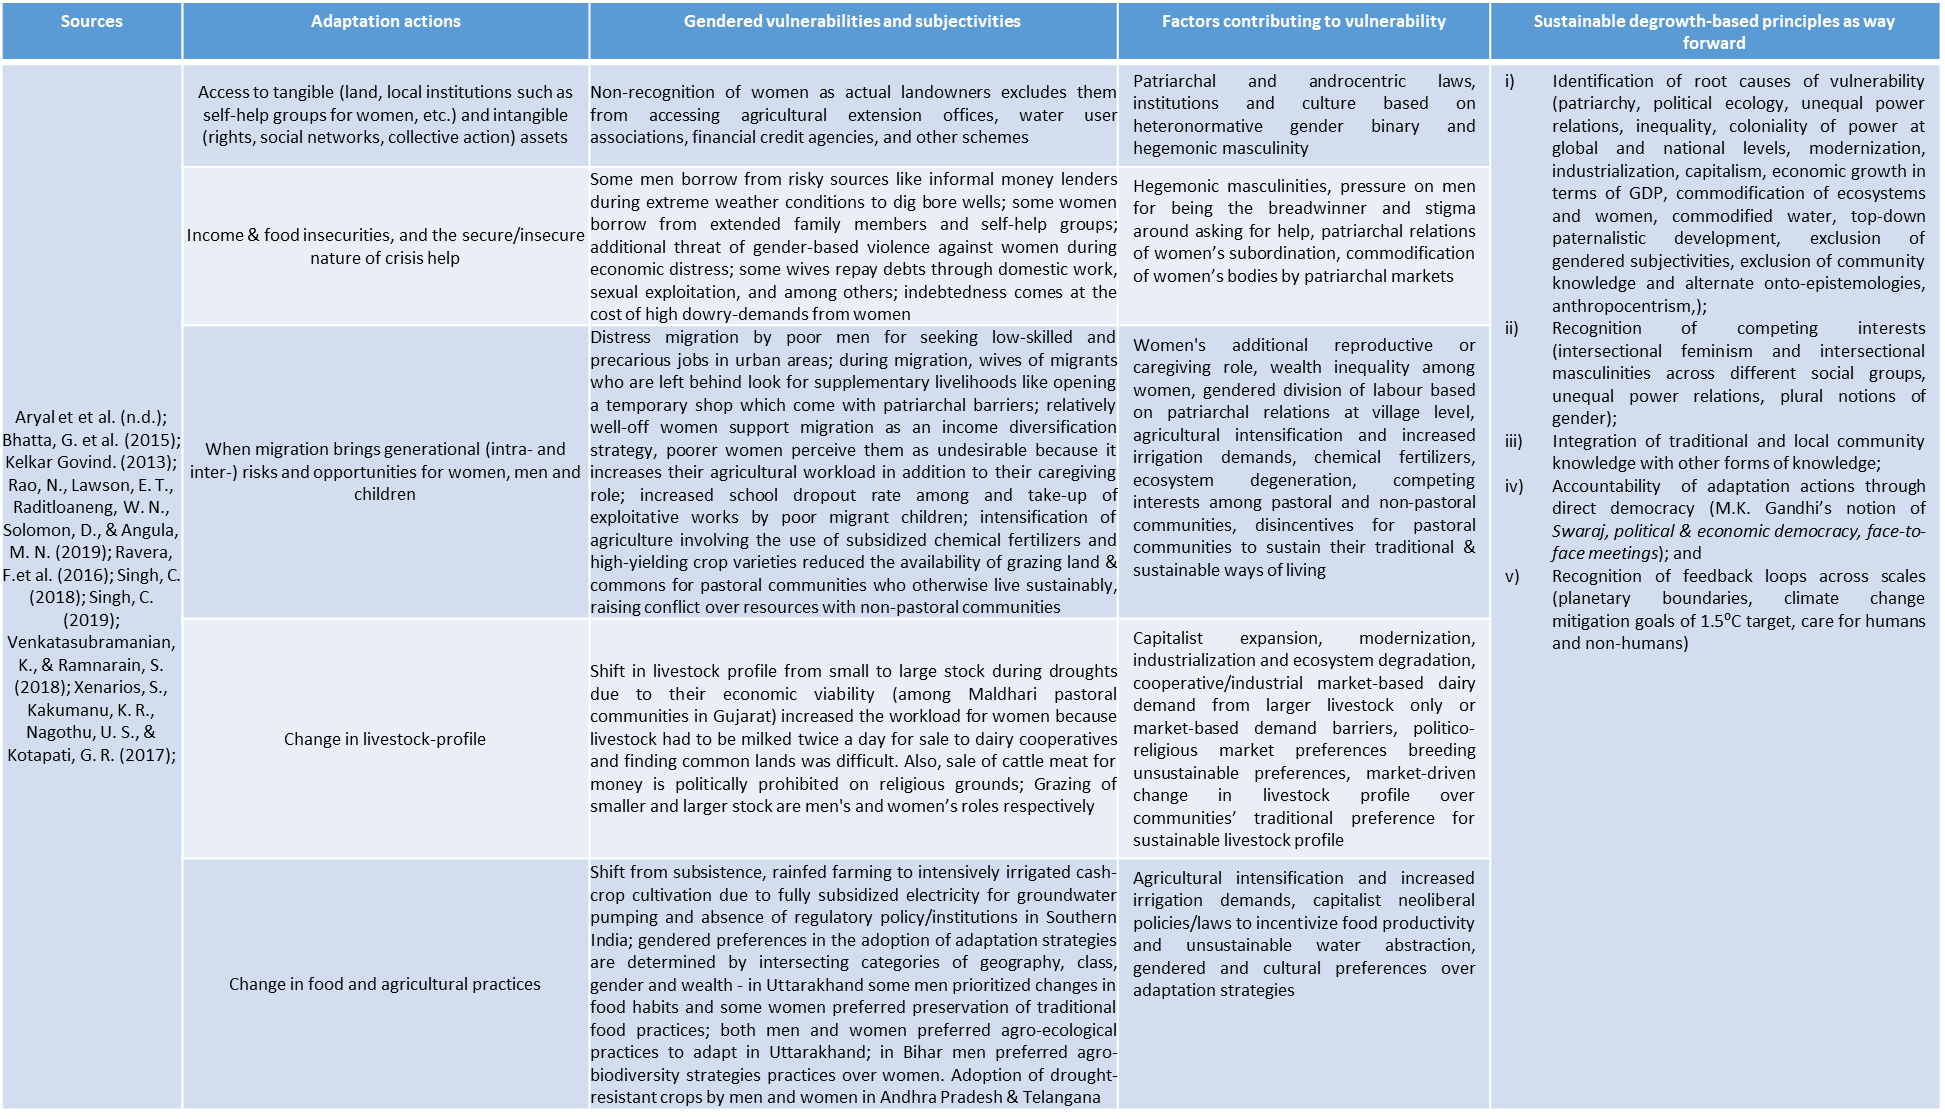 Sources
Adaptation actions
Gendered vulnerabilities and subjectivities
Factors contributing to vulnerability
Sustainable degrowth-based principles as way
forward
Aryal et et al. (n.d.);
Bhatta, G. et al. (2015);
Kelkar Govind. (2013);
Rao, N., Lawson, E. T.,
Raditloaneng, W. N.,
Solomon, D., & Angula,
M. N. (2019); Ravera,
F.et al. (2016); Singh, C.
(2018); Singh, C.
(2019);
Venkatasubramanian,
K., & Ramnarain, S.
(2018); Xenarios, S.,
Kakumanu, K. R.,
Nagothu, U. S., &
Kotapati, G. R. (2017);
Access to tangible (land, local institutions such as
self-help groups for women, etc.) and intangible
(rights, social networks, collective action) assets
Non-recognition of women as actual landowners excludes them
from accessing agricultural extension offices, water user
associations, financial credit agencies, and other schemes
Patriarchal and androcentric laws,
institutions and culture based on
heteronormative gender binary and
hegemonic masculinity
Income & food insecurities, and the secure/insecure
nature of crisis help
Some men borrow from risky sources like informal money lenders
during extreme weather conditions to dig bore wells; some women
borrow from extended family members and self-help groups;
additional threat of gender-based violence against women during
economic distress; some wives repay debts through domestic work,
sexual exploitation, and among others; indebtedness comes at the
cost of high dowry-demands from women
Hegemonic masculinities, pressure on men
for being the breadwinner and stigma
around asking for help, patriarchal relations
of women’s subordination, commodification
of women’s bodies by patriarchal markets
When migration brings generational (intra- and
inter-) risks and opportunities for women, men and
children
Distress migration by poor men for seeking low-skilled and
precarious jobs in urban areas; during migration, wives of migrants
who are left behind look for supplementary livelihoods like opening
a temporary shop which come with patriarchal barriers; relatively
well-off women support migration as an income diversification
strategy, poorer women perceive them as undesirable because it
increases their agricultural workload in addition to their caregiving
role; increased school dropout rate among and take-up of
exploitative works by poor migrant children; intensification of
agriculture involving the use of subsidized chemical fertilizers and
high-yielding crop varieties reduced the availability of grazing land &
commons for pastoral communities who otherwise live sustainably,
raising conflict over resources with non-pastoral communities
Women's additional reproductive or
caregiving role, wealth inequality among
women, gendered division of labour based
on patriarchal relations at village level,
agricultural intensification and increased
irrigation demands, chemical fertilizers,
ecosystem degeneration, competing
interests among pastoral and non-pastoral
communities, disincentives for pastoral
communities to sustain their traditional &
sustainable ways of living
Change in livestock-profile
Shift in livestock profile from small to large stock during droughts
due to their economic viability (among Maldhari pastoral
communities in Gujarat) increased the workload for women because
livestock had to be milked twice a day for sale to dairy cooperatives
and finding common lands was difficult. Also, sale of cattle meat for
money is politically prohibited on religious grounds; Grazing of
smaller and larger stock are men's and women’s roles respectively
Capitalist expansion, modernization,
industrialization and ecosystem degradation,
cooperative/industrial market-based dairy
demand from larger livestock only or
market-based demand barriers, politico-
religious market preferences breeding
unsustainable preferences, market-driven
change in livestock profile over
communities’ traditional preference for
sustainable livestock profile
Change in food and agricultural practices
Shift from subsistence, rainfed farming to intensively irrigated cash-
crop cultivation due to fully subsidized electricity for groundwater
pumping and absence of regulatory policy/institutions in Southern
India; gendered preferences in the adoption of adaptation strategies
are determined by intersecting categories of geography, class,
gender and wealth - in Uttarakhand some men prioritized changes in
food habits and some women preferred preservation of traditional
food practices; both men and women preferred agro-ecological
practices to adapt in Uttarakhand; in Bihar men preferred agro-
biodiversity strategies practices over women. Adoption of drought-
resistant crops by men and women in Andhra Pradesh & Telangana
Agricultural intensification and increased
irrigation demands, capitalist neoliberal
policies/laws to incentivize food productivity
and unsustainable water abstraction,
gendered and cultural preferences over
adaptation strategies
i) Identification of root causes of vulnerability
(patriarchy, political ecology, unequal power
relations, inequality, coloniality of power at
global and national levels, modernization,
industrialization, capitalism, economic growth in
terms of GDP, commodification of ecosystems
and women, commodified water, top-down
paternalistic development, exclusion of
gendered subjectivities, exclusion of community
knowledge and alternate onto-epistemologies,
anthropocentrism,);
ii) Recognition of competing interests
(intersectional feminism and intersectional
masculinities across different social groups,
unequal power relations, plural notions of
gender);
iii) Integration of traditional and local community
knowledge with other forms of knowledge;
iv) Accountability of adaptation actions through
direct democracy (M.K. Gandhi’s notion of
Swaraj, political & economic democracy, face-to-
face meetings); and
v) Recognition of feedback loops across scales
(planetary boundaries, climate change
mitigation goals of 1.5⁰C target, care for humans
and non-humans)